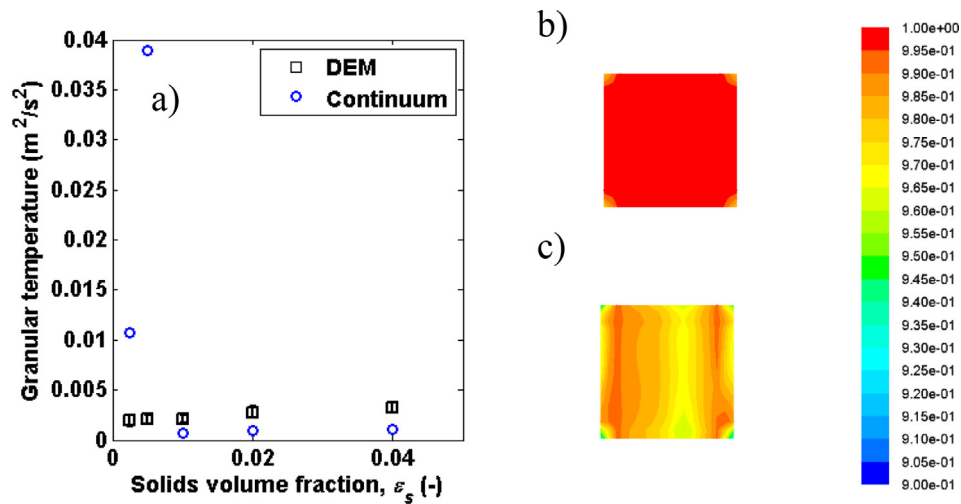 a)
DEM
Continuum
0.04
0.035
0.03
0.025
0.02
0.015
0.01
0.005
0
Granular temperature (m²/s²)
0
0.02
0.04
Solids volume fraction, εs (-)
b)
c)
1.00e+00
9.95e-01
9.90e-01
9.85e-01
9.80e-01
9.75e-01
9.70e-01
9.65e-01
9.60e-01
9.55e-01
9.50e-01
9.45e-01
9.40e-01
9.35e-01
9.30e-01
9.25e-01
9.20e-01
9.15e-01
9.10e-01
9.05e-01
9.00e-01